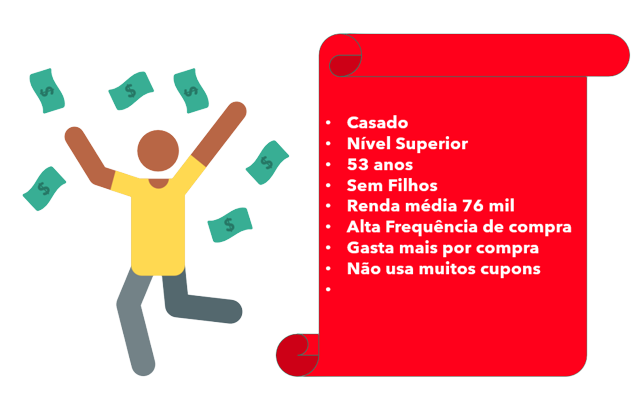 $ $ $
$ $
$
• Casado
• Nível Superior
• 53 anos
• Sem Filhos
• Renda média 76 mil
• Alta Frequência de compra
• Gasta mais por compra
• Não usa muitos cupons
•